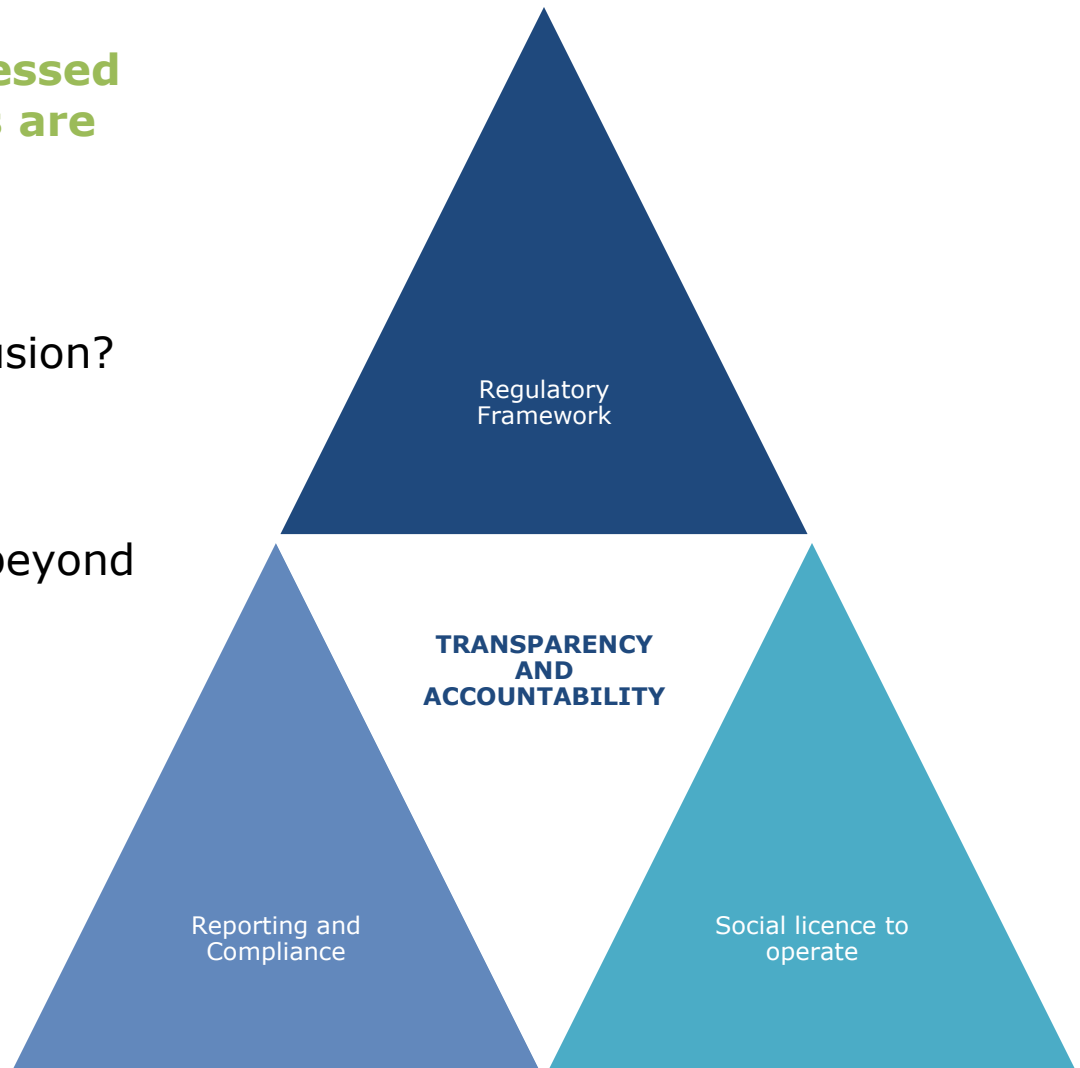 essed
s are
usion?
beyond
Regulatory
Framework
TRANSPARENCY
AND
ACCOUNTABILITY
Reporting and
Compliance
Social licence to
operate